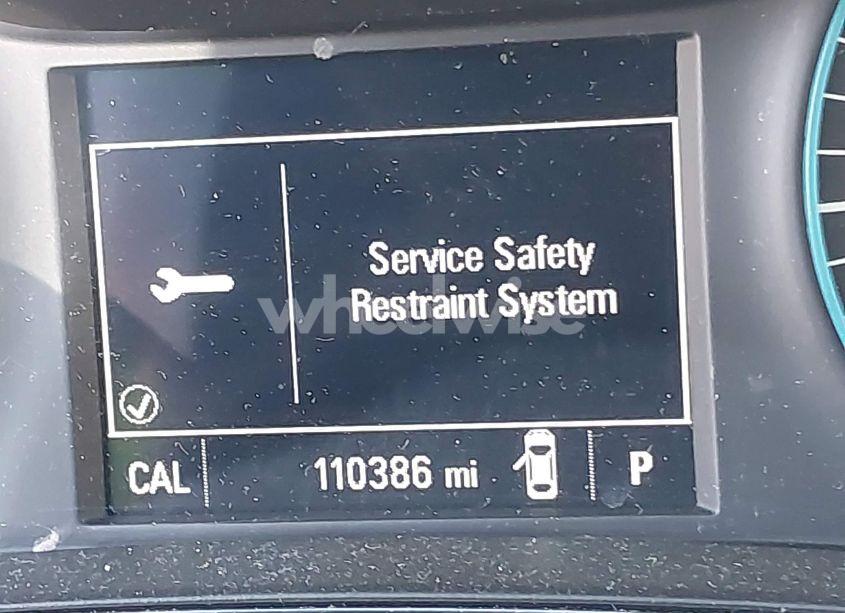 Service Safety
Restraint System
wheelwise
CAL
110386 mi
P